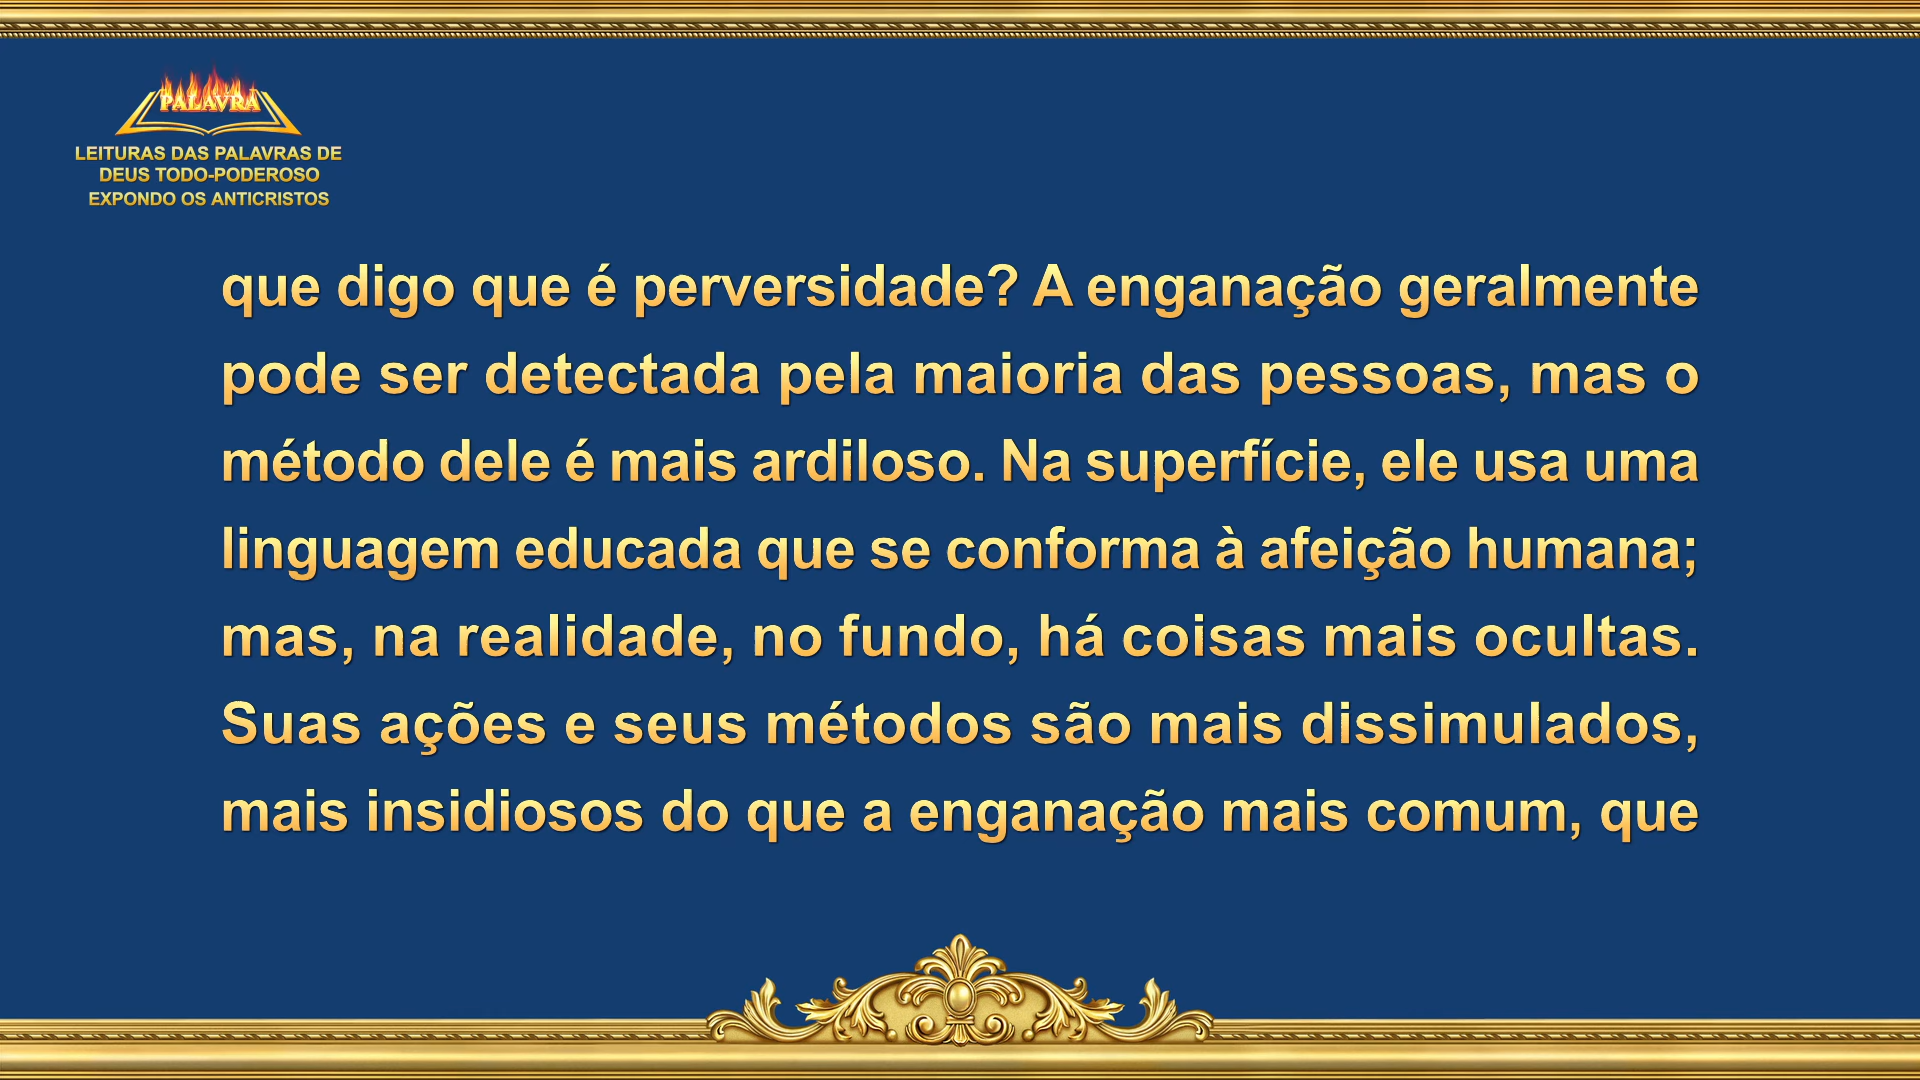 PALAVRA
LEITURAS DAS PALAVRAS DE
DEUS TODO-PODEROSO
EXPONDO OS ANTICRISTOS
que digo que é perversidade? A enganação geralmente
pode ser detectada pela maioria das pessoas, mas o
método dele é mais ardiloso. Na superfície, ele usa uma
linguagem educada que se conforma à afeição humana;
mas, na realidade, no fundo, há coisas mais ocultas.
Suas ações e seus métodos são mais dissimulados,
mais insidiosos do que a enganação mais comum, que